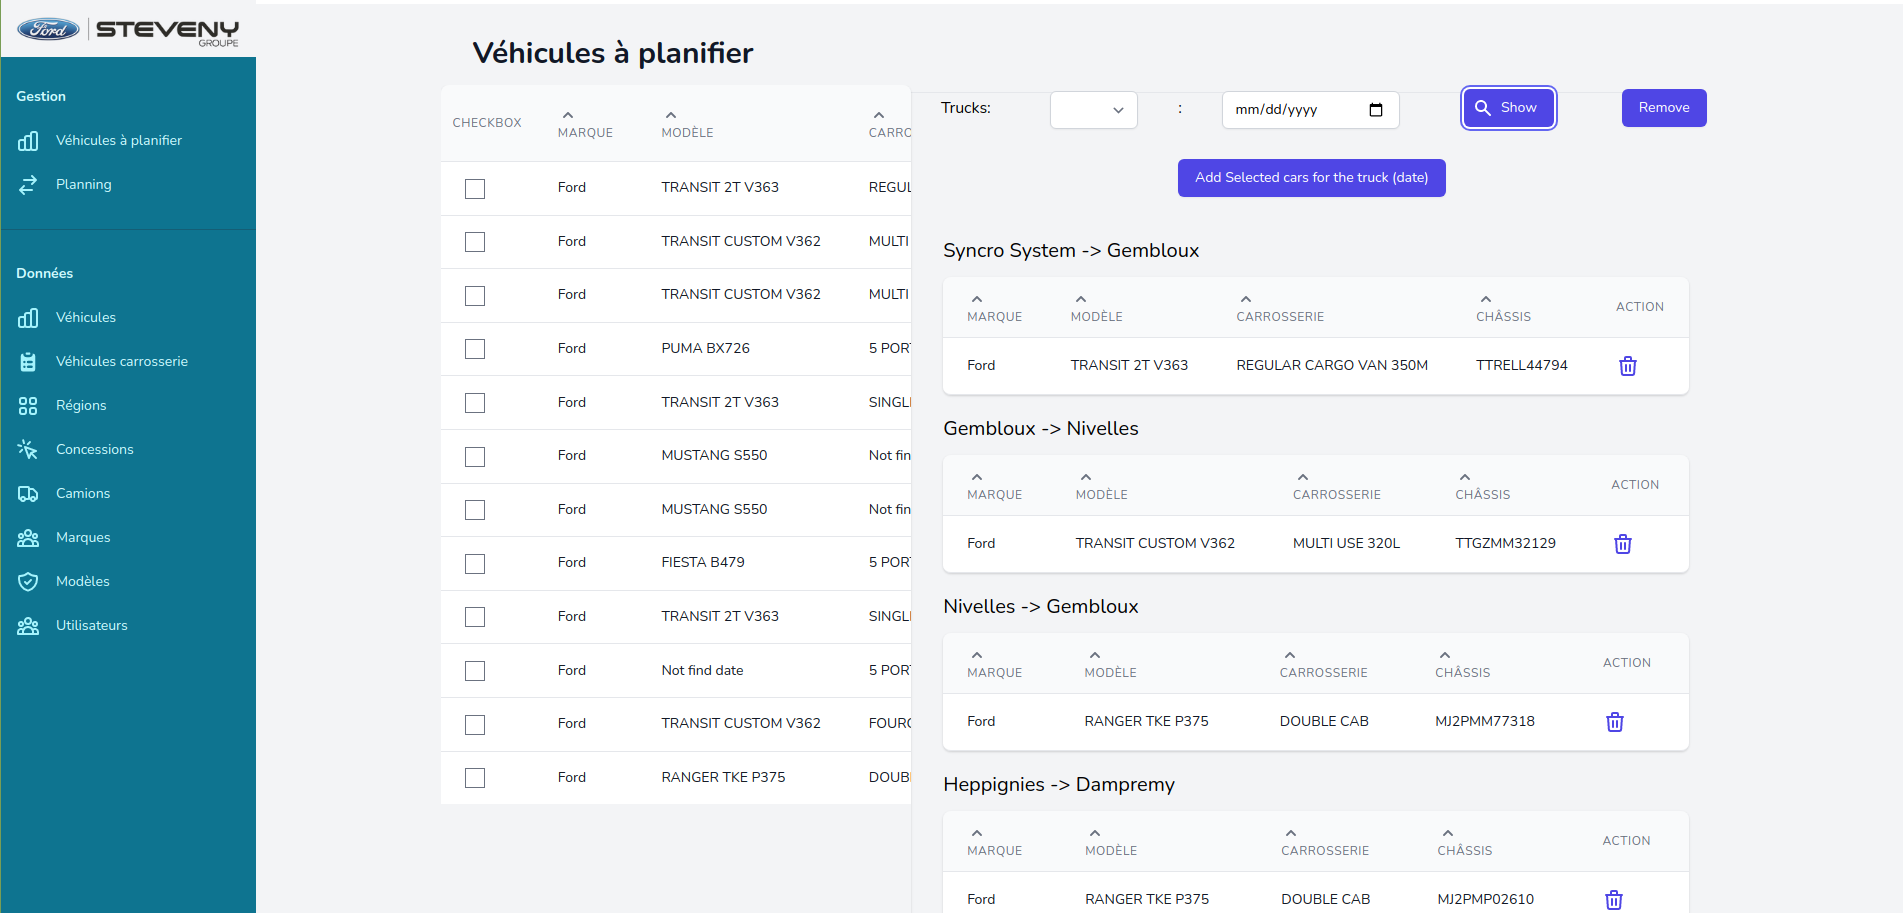 Ford STEVENY
GROUPE
Gestion
Véhicules à planifier
Planning
Données
Véhicules
Véhicules carrosserie
Régions
Concessions
Camions
Marques
Modèles
Utilisateurs
Véhicules à planifier
CHECKBOX MARQUE MODÈLE CARRO
Ford TRANSIT 2T V363 REGUL
Ford TRANSIT CUSTOM V362 MULTI
Ford TRANSIT CUSTOM V362 MULTI
Ford PUMA BX726 5 POR
Ford TRANSIT 2T V363 SINGL
Ford MUSTANG S550 Not fin
Ford MUSTANG S550 Not fin
Ford FIESTA B479 5 POR
Ford TRANSIT 2T V363 SINGL
Ford Not find date 5 POR
Ford TRANSIT CUSTOM V362 FOURG
Ford RANGER TKE P375 DOUB
Trucks: : mm/dd/yyyy Show Remove
Add Selected cars for the truck (date)
Syncro System -> Gembloux
MARQUE MODÈLE CARROSSERIE CHÂSSIS ACTION
Ford TRANSIT 2T V363 REGULAR CARGO VAN 350M TTRELL44794
Gembloux -> Nivelles
MARQUE MODÈLE CARROSSERIE CHÂSSIS ACTION
Ford TRANSIT CUSTOM V362 MULTI USE 320L TTGZMM32129
Nivelles -> Gembloux
MARQUE MODÈLE CARROSSERIE CHÂSSIS ACTION
Ford RANGER TKE P375 DOUBLE CAB MJ2PMM77318
Heppignies -> Dampremy
MARQUE MODÈLE CARROSSERIE CHÂSSIS ACTION
Ford RANGER TKE P375 DOUBLE CAB MJ2PMP02610